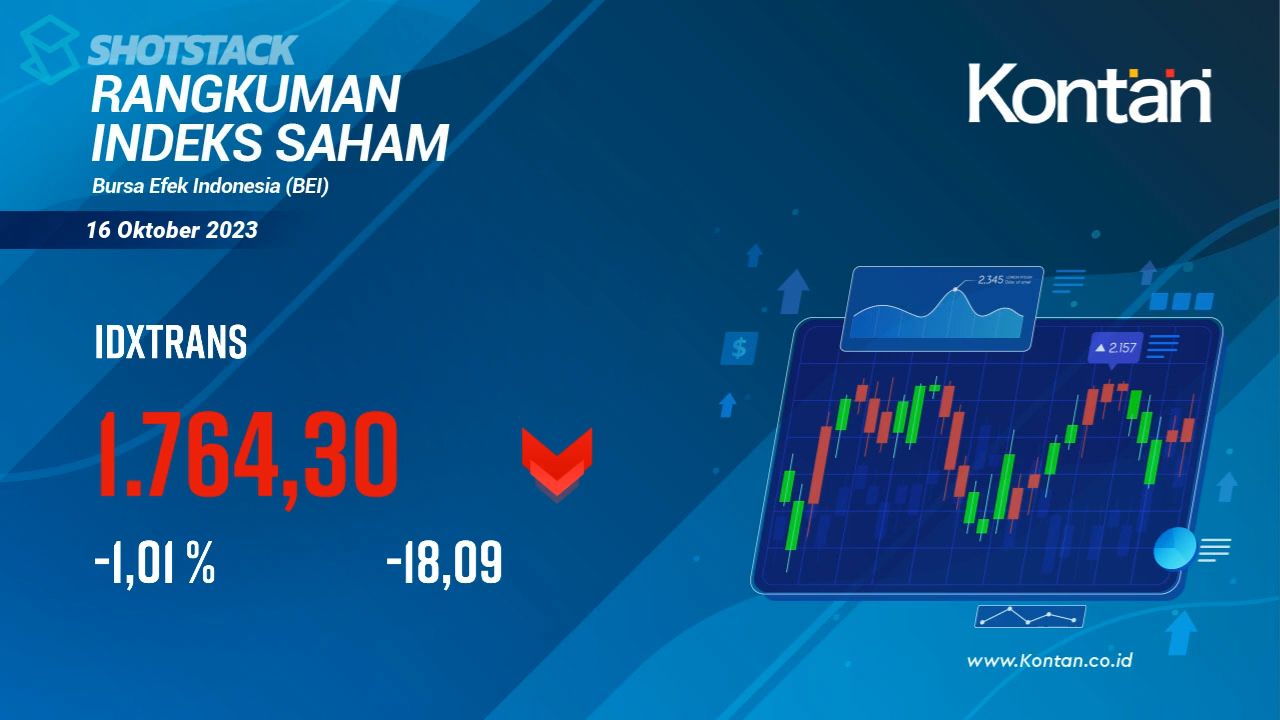 SHOTSTACK
RANGKUMAN
INDEKS SAHAM
Bursa Efek Indonesia (BEI)
16 Oktober 2023
Kontan
IDXTRANS
1.764,30
-1,01 %
-18,09
2.345
$
2.157
www.Kontan.co.id